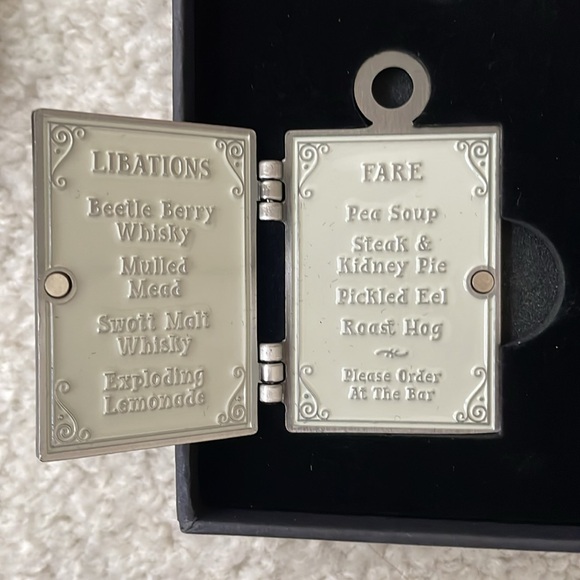 LIBATIONS
Beetle Berry
Whisky
Mulled
Mead
Swott Malt
Whisky
Exploding
Lemonade
FARE
Pea Soup
Steak &
Kidney Pie
Pickled Eel
Roast Hog
Please Order
At The Bar